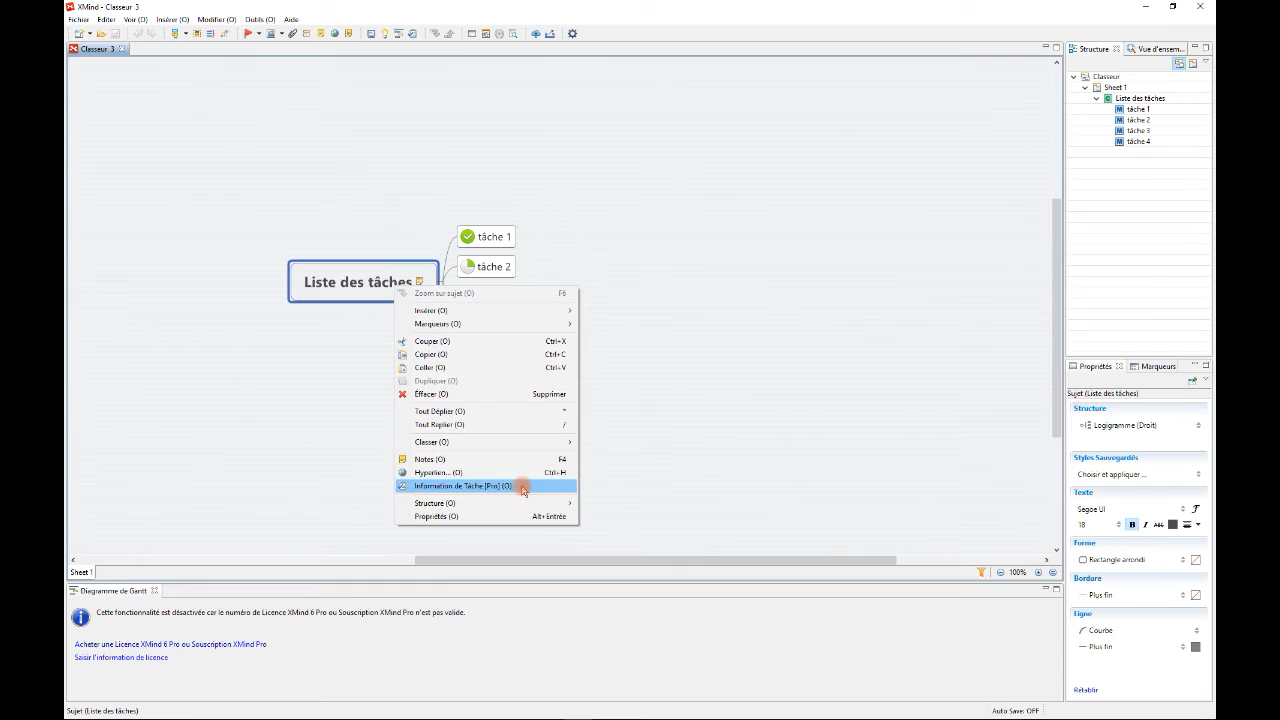 XMind - Classeur 3
Fichier Editer Voir (O) Insérer (O) Modifier (O) Outils (O) Aide
Classeur 3
Structure Vue d'ensem...
Classeur
Sheet 1
Liste des tâches
tâche 1
tâche 2
tâche 3
tâche 4
tâche 1
tâche 2
Liste des tâches
Zoom sur sujet (O) F6
Insérer (O)
Marqueurs (O)
Couper (O) Ctrl+X
Copier (O) Ctrl+C
Coller (O) Ctrl+V
Dupliquer (O)
Éffacer (O) Supprimer
Tout Déplier (O) *
Tout Replier (O) /
Classer (O)
Notes (O) F4
Hyperlien... (O) Ctrl+H
Information de Tâche [Pro] (O)
Structure (O)
Propriétés (O) Alt+Entrée
Propriétés Marqueurs
Sujet (Liste des tâches)
Structure
Logigramme (Droit)
Styles Sauvegardés
Choisir et appliquer ...
Texte
Segoe UI
18 B I ABC
Forme
Rectangle arrondi
Bordure
Plus fin
Ligne
Courbe
Plus fin
Rétablir
Sheet 1
100%
Diagramme de Gantt
Cette fonctionnalité est désactivée car le numéro de Licence XMind 6 Pro ou Souscription XMind Pro n'est pas valide.
Acheter une Licence XMind 6 Pro ou Souscription XMind Pro
Saisir l'information de licence
Sujet (Liste des tâches)
Auto Save: OFF